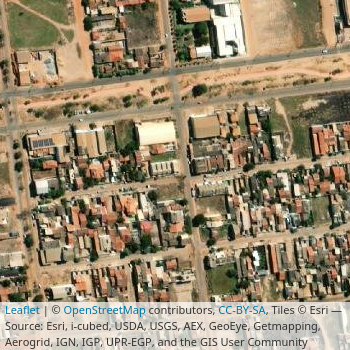 Leaflet | © OpenStreetMap contributors, CC-BY-SA, Tiles © Esri —
Source: Esri, i-cubed, USDA, USGS, AEX, GeoEye, Getmapping,
Aerogrid, IGN, IGP, UPR-EGP, and the GIS User Community